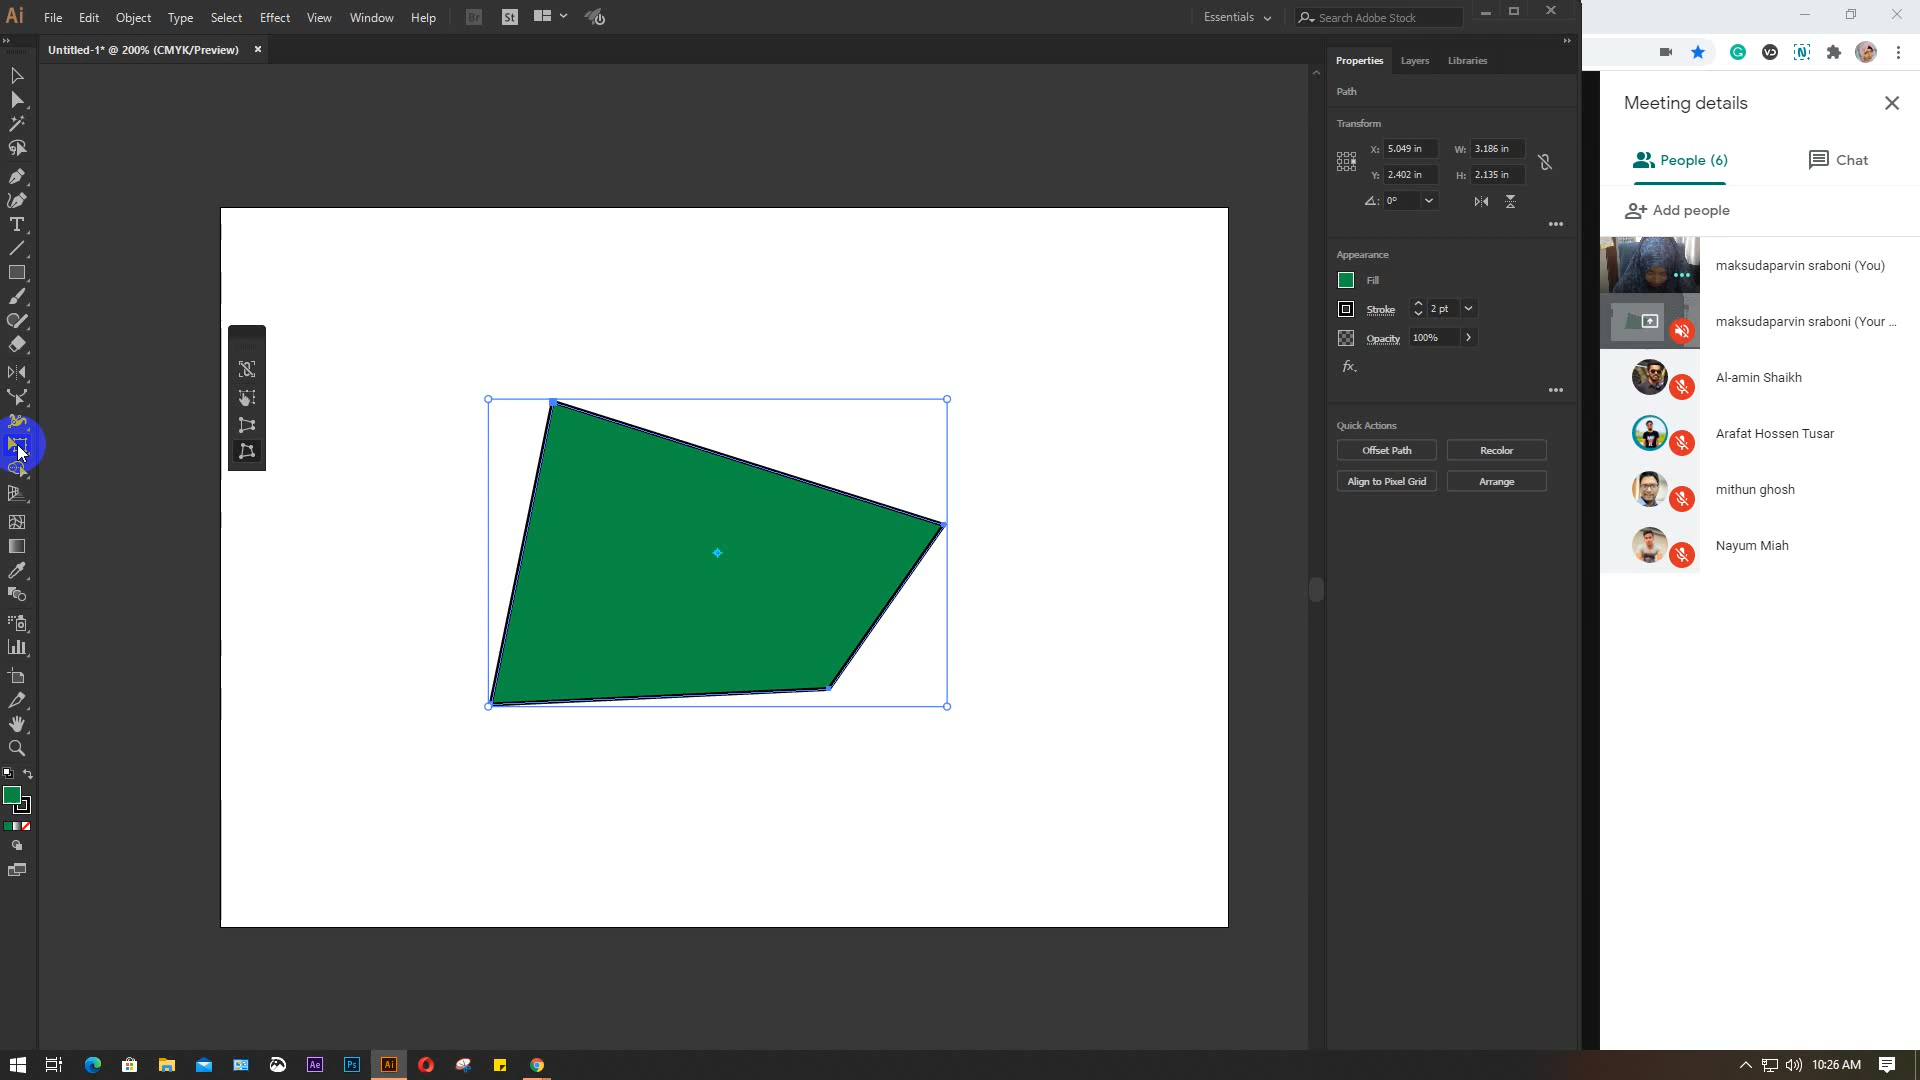 Ai File Edit Object Type Select Effect View Window Help Br St Essentials Search Adobe Stock
Untitled-1* @ 200% (CMYK/Preview) ×
Properties Layers Libraries
Path
Transform
X: 5.049 in W: 3.186 in
Y: 2.402 in H: 2.135 in
0°
Appearance
Fill
Stroke 2 pt
Opacity 100%
fx.
Quick Actions
Offset Path Recolor
Align to Pixel Grid Arrange
Meeting details
People (6) Chat
Add people
maksudaparvin sraboni (You)
maksudaparvin sraboni (Your ...
Al-amin Shaikh
Arafat Hossen Tusar
mithun ghosh
Nayum Miah
T
Ae Ps Ai 10:26 AM